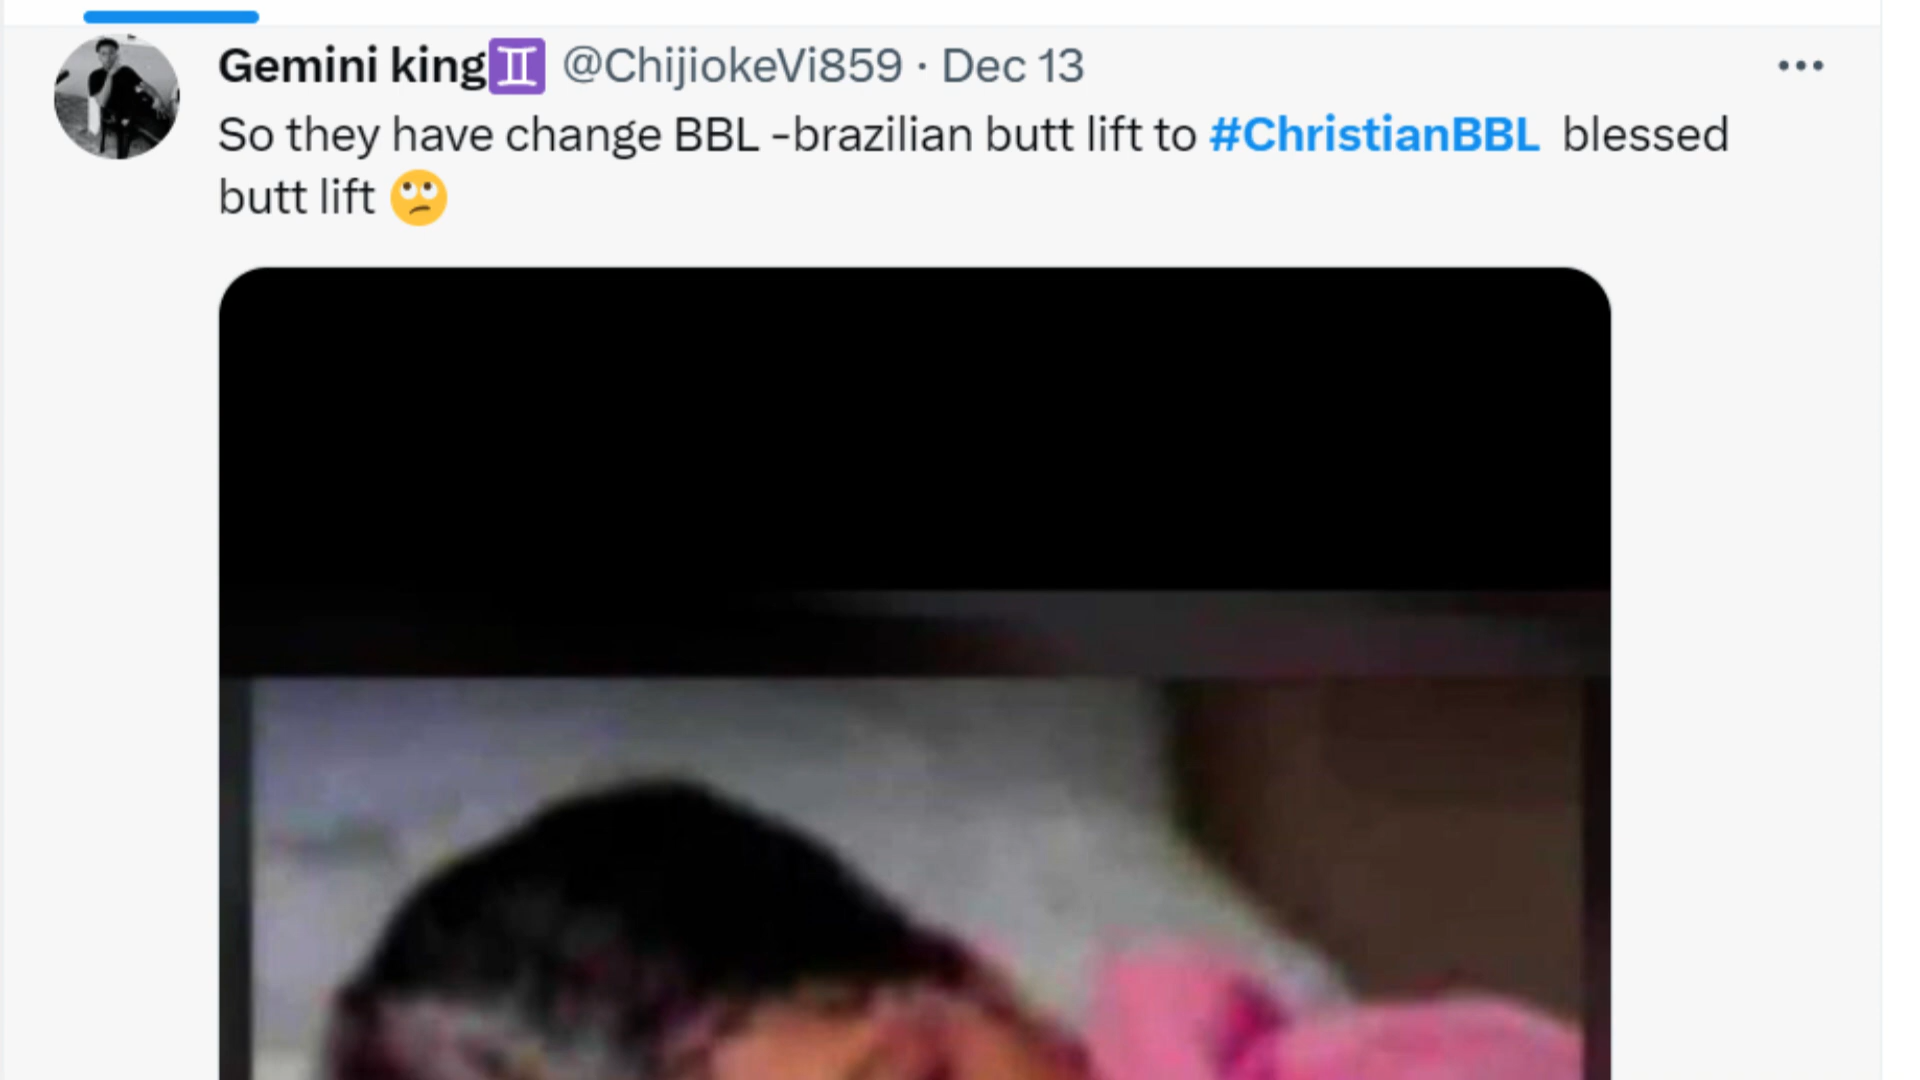 Gemini king♊ @ChijiokeVi859 · Dec 13
So they have change BBL -brazilian butt lift to #ChristianBBL blessed
butt lift 🙄